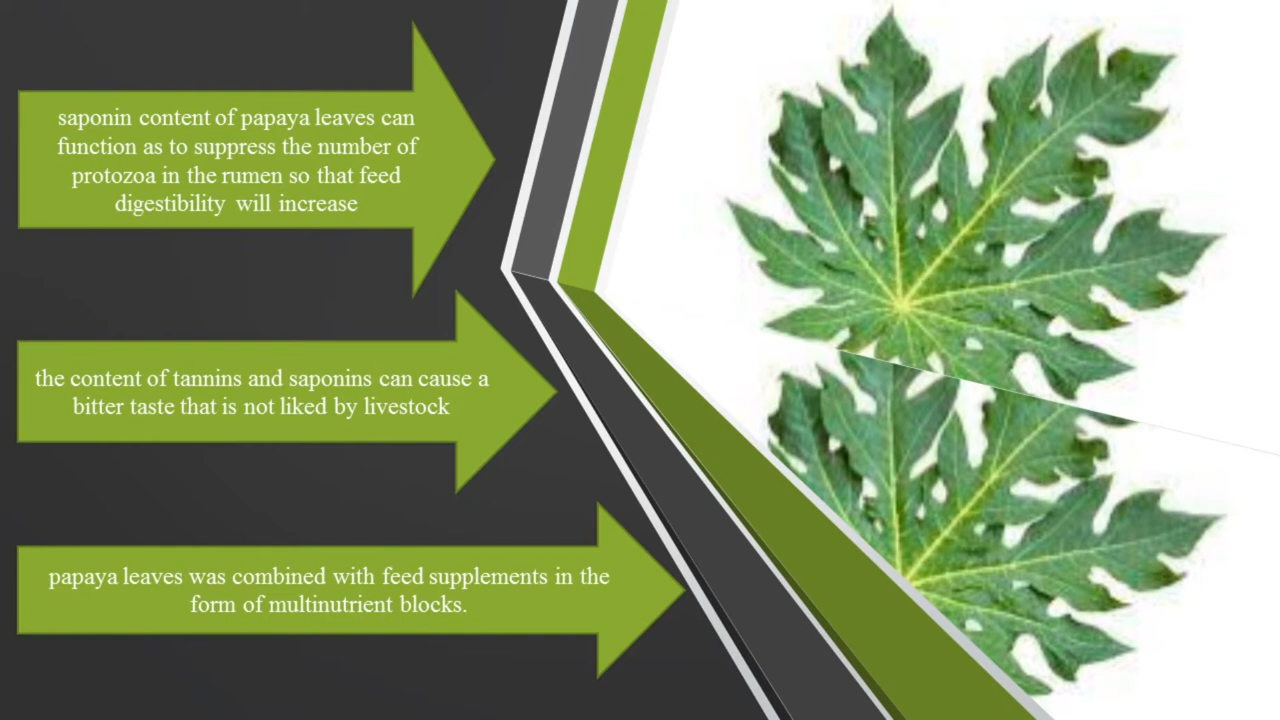 saponin content of papaya leaves can
function as to suppress the number of
protozoa in the rumen so that feed
digestibility will increase
the content of tannins and saponins can cause a
bitter taste that is not liked by livestock
papaya leaves was combined with feed supplements in the
form of multinutrient blocks.